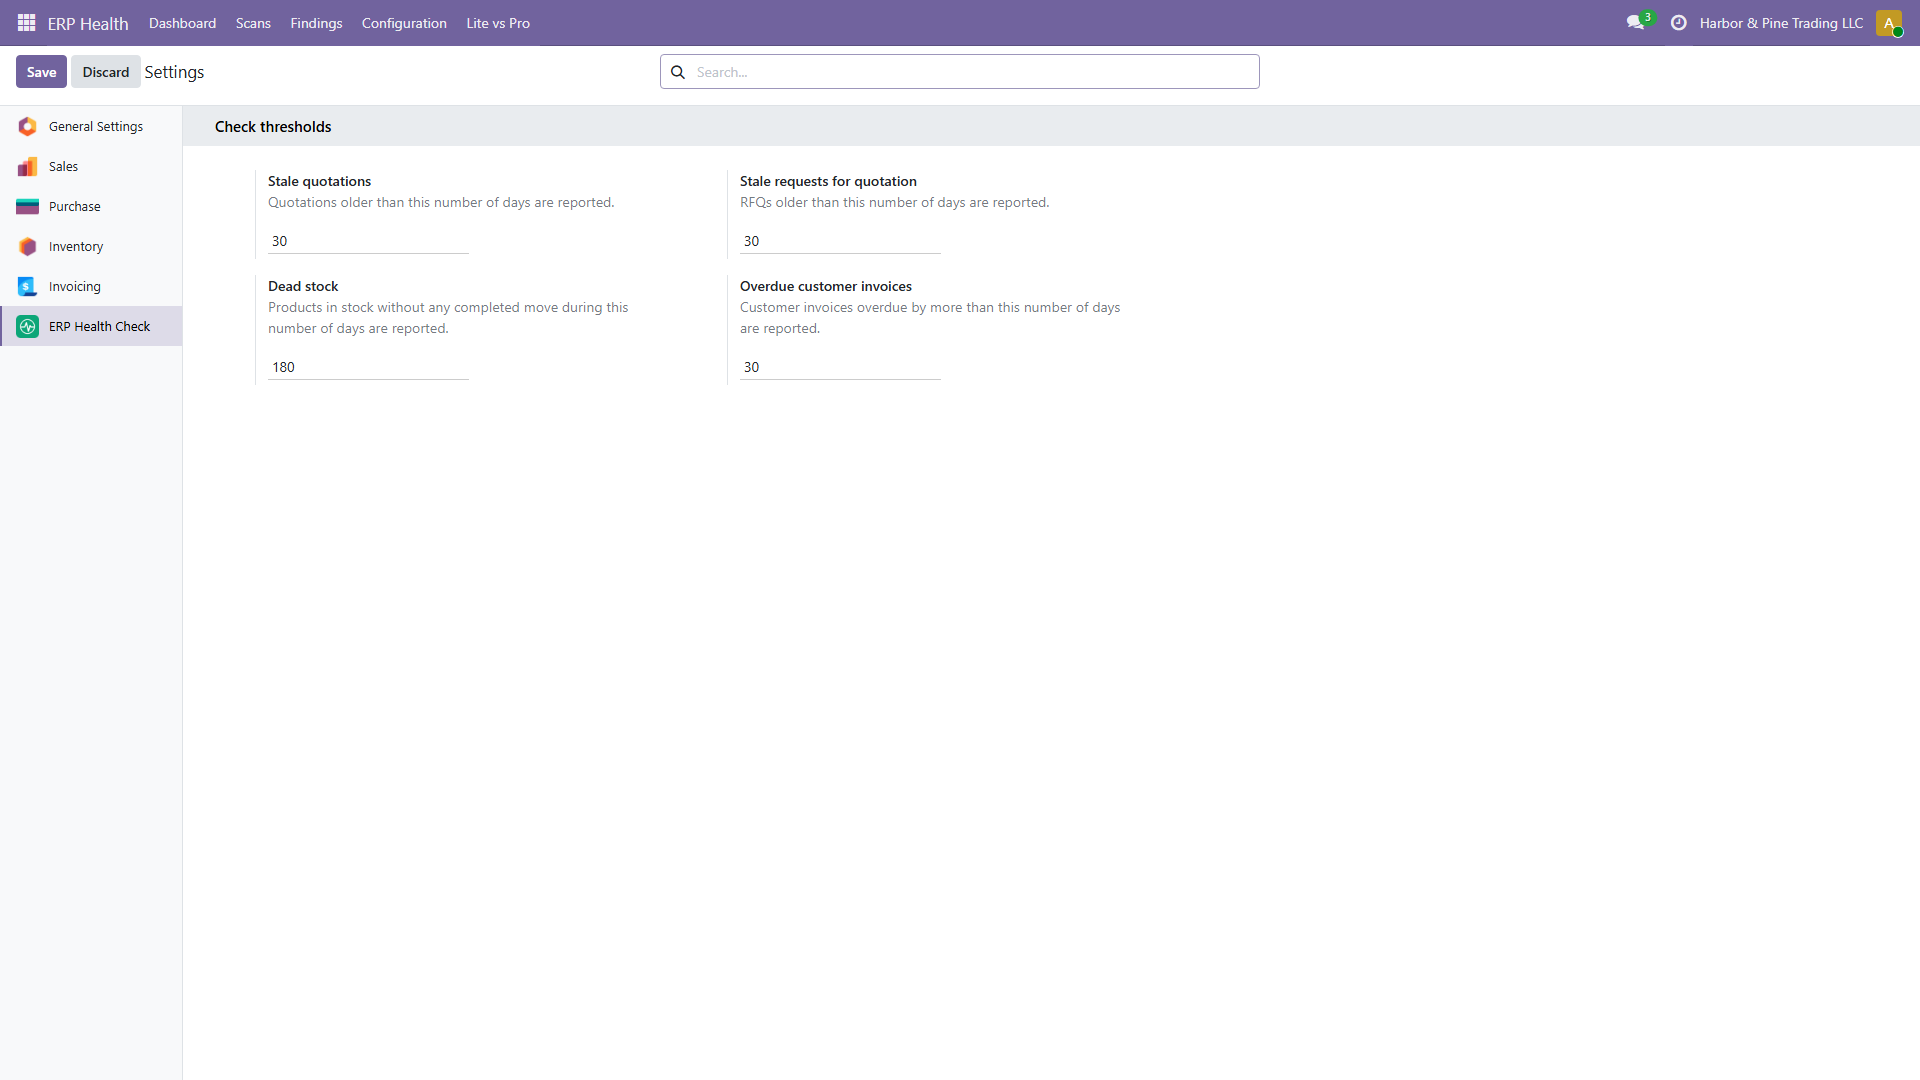 ERP Health Dashboard Scans Findings Configuration Lite vs Pro 3 Harbor & Pine Trading LLC A
Save Discard Settings Search...
General Settings
Sales
Purchase
Inventory
Invoicing
ERP Health Check
Check thresholds
Stale quotations
Quotations older than this number of days are reported.
30
Stale requests for quotation
RFQs older than this number of days are reported.
30
Dead stock
Products in stock without any completed move during this
number of days are reported.
180
Overdue customer invoices
Customer invoices overdue by more than this number of days
are reported.
30